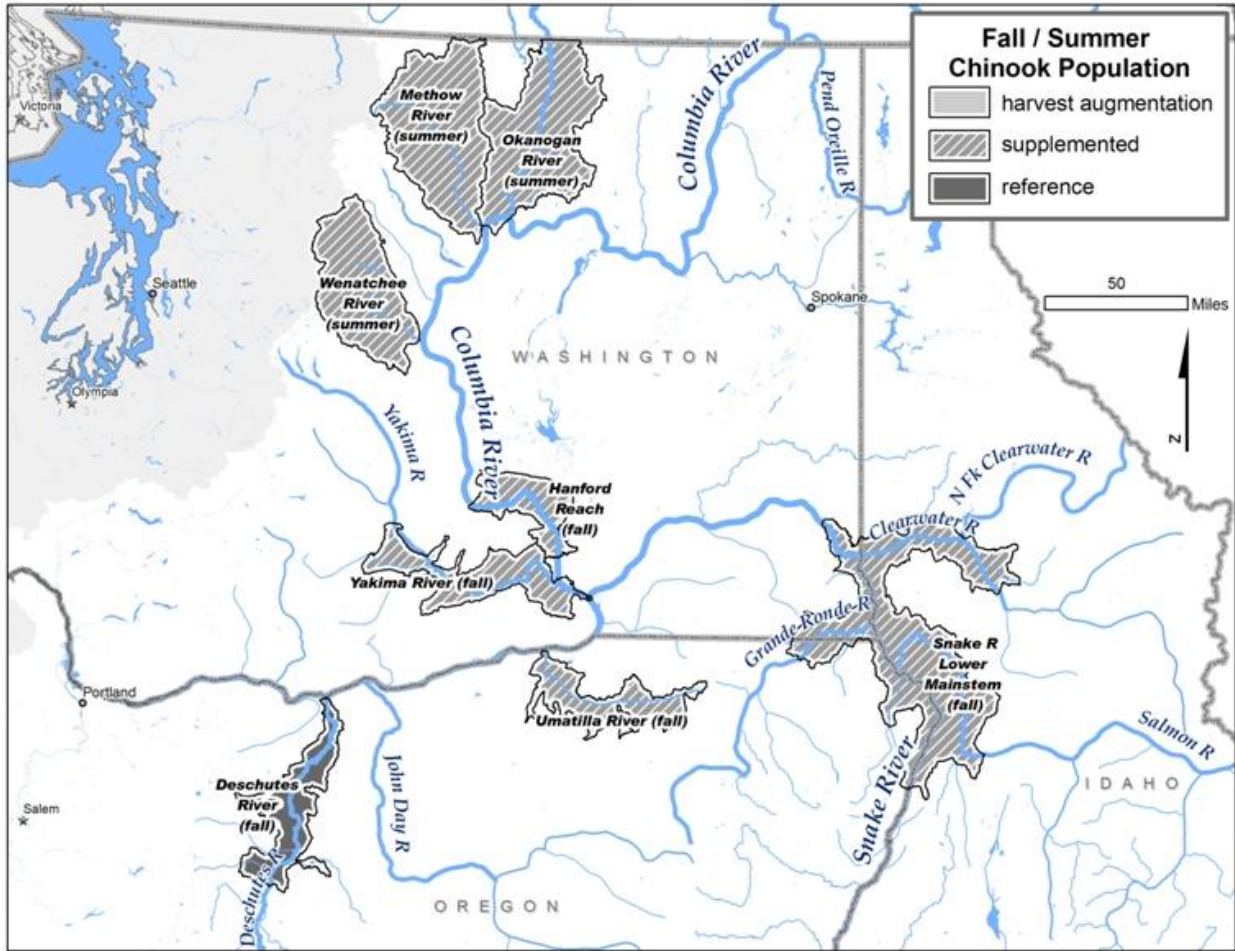 Fall / Summer
Chinook Population
harvest augmentation
supplemented
reference
Victoria
Methow
River
(summer)
Okanogan
River
(summer)
Columbia River
Pend Oreille R
50
Miles
N
Seattle
Wenatchee
River
(summer)
Spokane
WASHINGTON
Columbia River
Olympia
Yakima R
Hanford
Reach
(fall)
N Fk Clearwater R
Clearwater R
Yakima River (fall)
Grande Ronde R
Snake R
Lower
Mainstem
(fall)
Portland
Umatilla River (fall)
Salmon R
Deschutes
River
(fall)
John Day R
Snake River
IDAHO
Salem
Deschutes R
OREGON